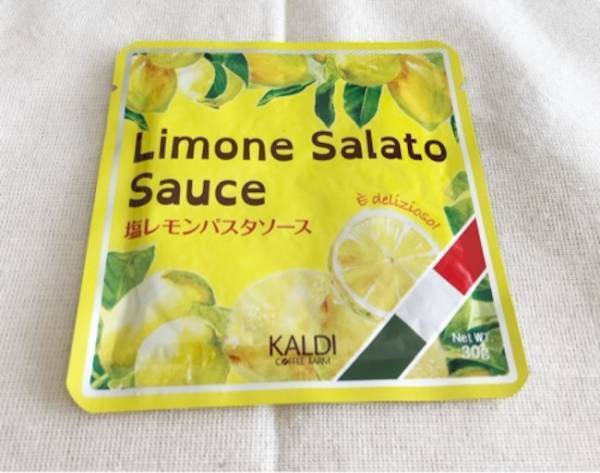 Limone Salato
Sauce
塩レモンパスタソース
È delizioso!
KALDI
COFFEE FARM
Net WT.
30g